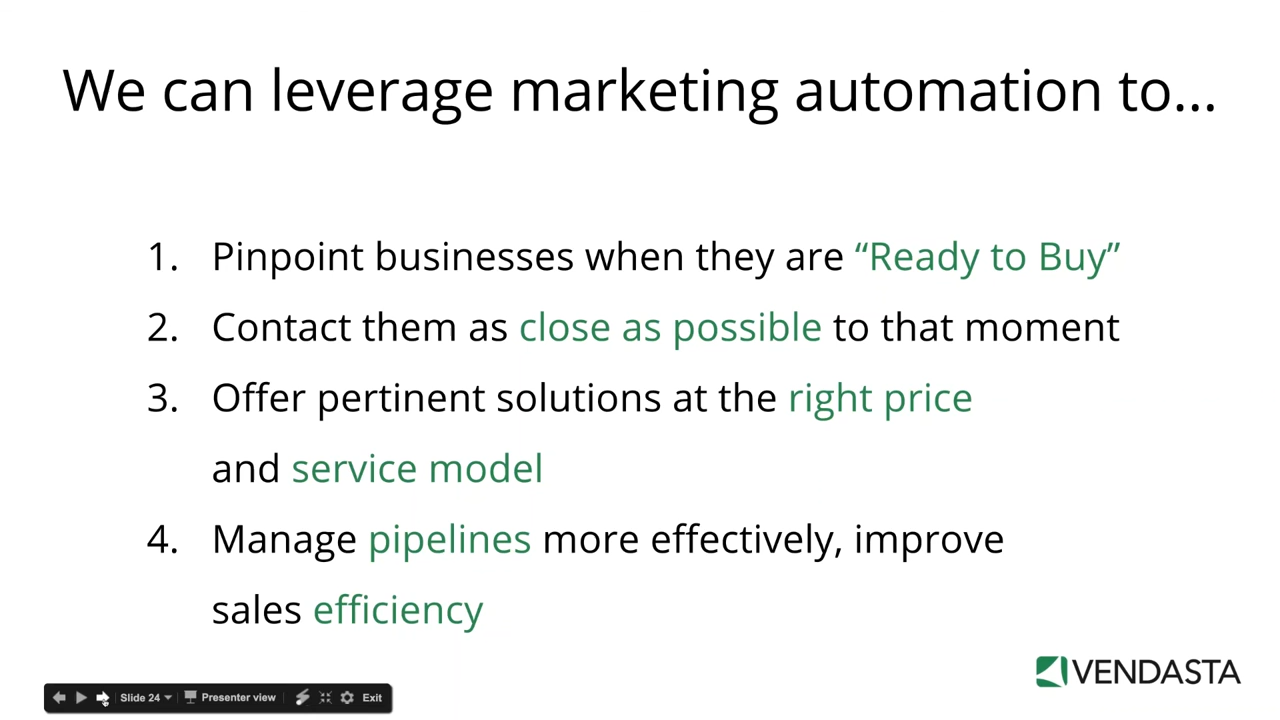 We can leverage marketing automation to...
1. Pinpoint businesses when they are “Ready to Buy”
2. Contact them as close as possible to that moment
3. Offer pertinent solutions at the right price
and service model
4. Manage pipelines more effectively, improve
sales efficiency
VENDASTA
Slide 24 Presenter view Exit